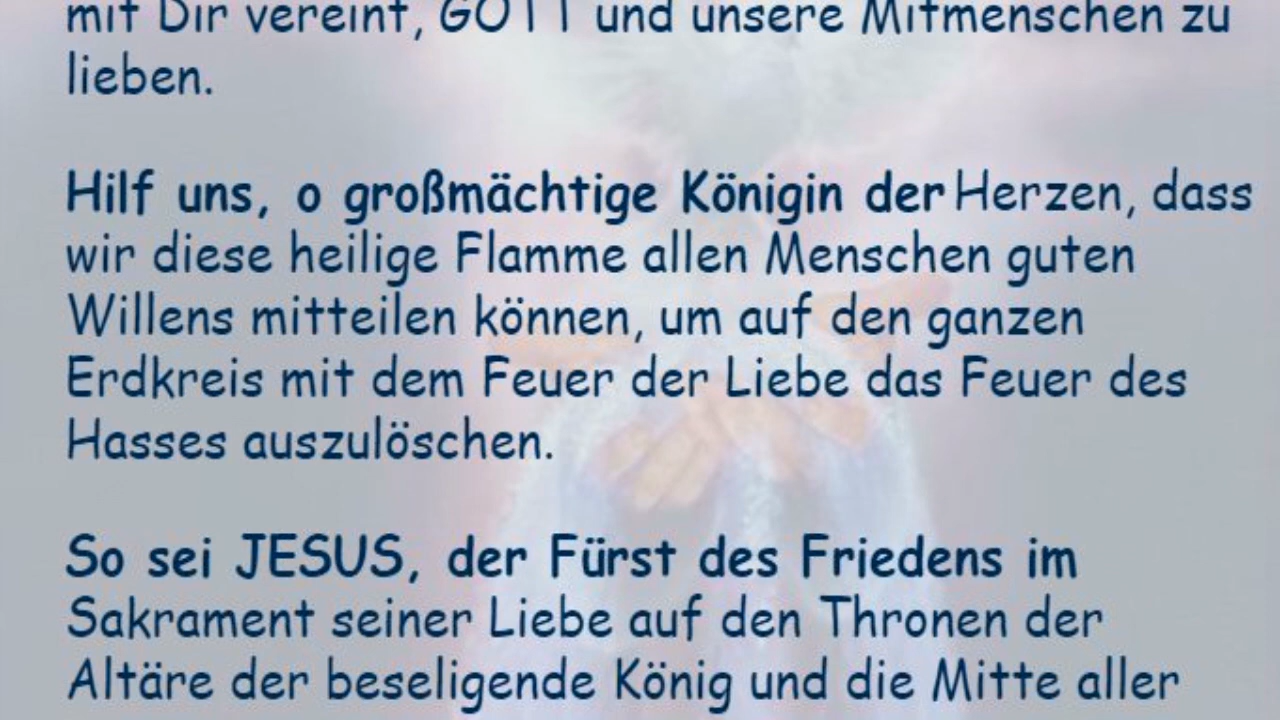 mit Dir vereint, GOTT und unsere Mitmenschen zu
lieben.
Hilf uns, o großmächtige Königin der Herzen, dass
wir diese heilige Flamme allen Menschen guten
Willens mitteilen können, um auf den ganzen
Erdkreis mit dem Feuer der Liebe das Feuer des
Hasses auszulöschen.
So sei JESUS, der Fürst des Friedens im
Sakrament seiner Liebe auf den Thronen der
Altäre der beseligende König und die Mitte aller